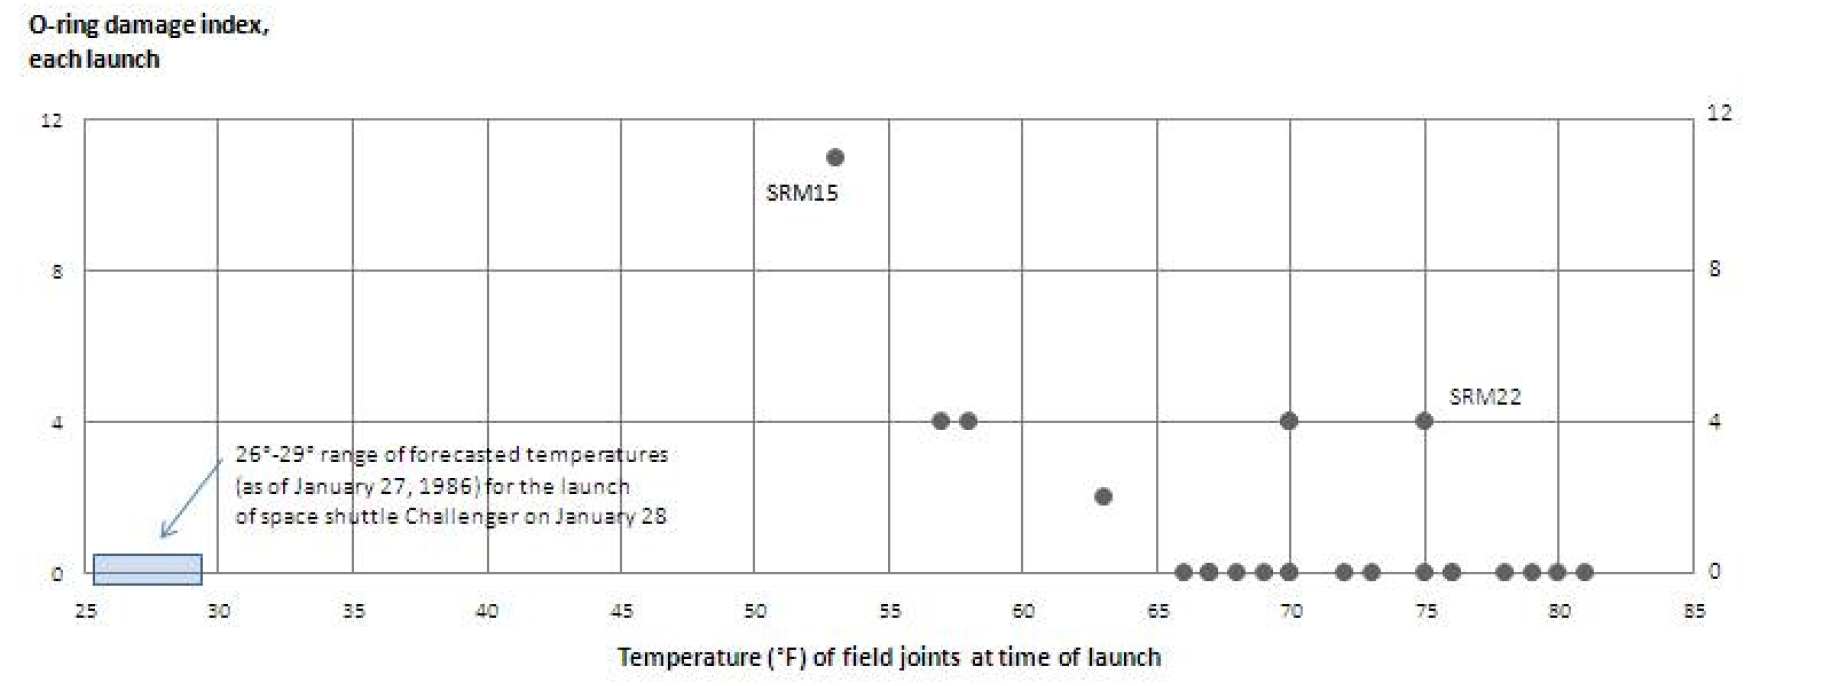 O-ring damage index,
each launch
12
12
SRM15
8
8
SRM22
4
4
26°-29° range of forecasted temperatures
(as of January 27, 1986) for the launch
of space shuttle Challenger on January 28
0
0
25 30 35 40 45 50 55 60 65 70 75 80 85
Temperature (°F) of field joints at time of launch